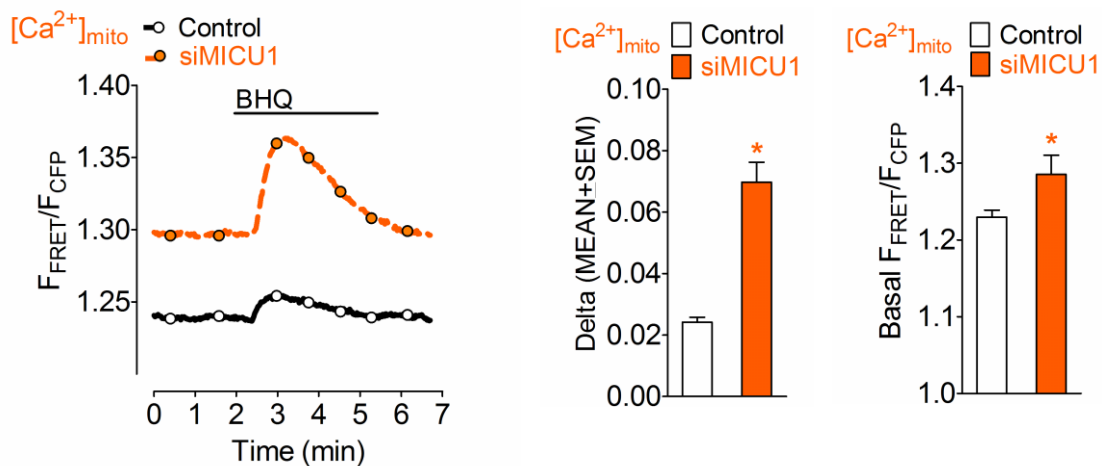 [Ca²⁺]mito
Control
siMICU1
BHQ
1.40
1.35
1.30
1.25
FFRET/FCFP
0 1 2 3 4 5 6 7
Time (min)
[Ca²⁺]mito
Control
siMICU1
0.10
0.08
0.06
0.04
0.02
0.00
Delta (MEAN±SEM)
*
[Ca²⁺]mito
Control
siMICU1
1.4
1.3
1.2
1.1
1.0
Basal FFRET/FCFP
*